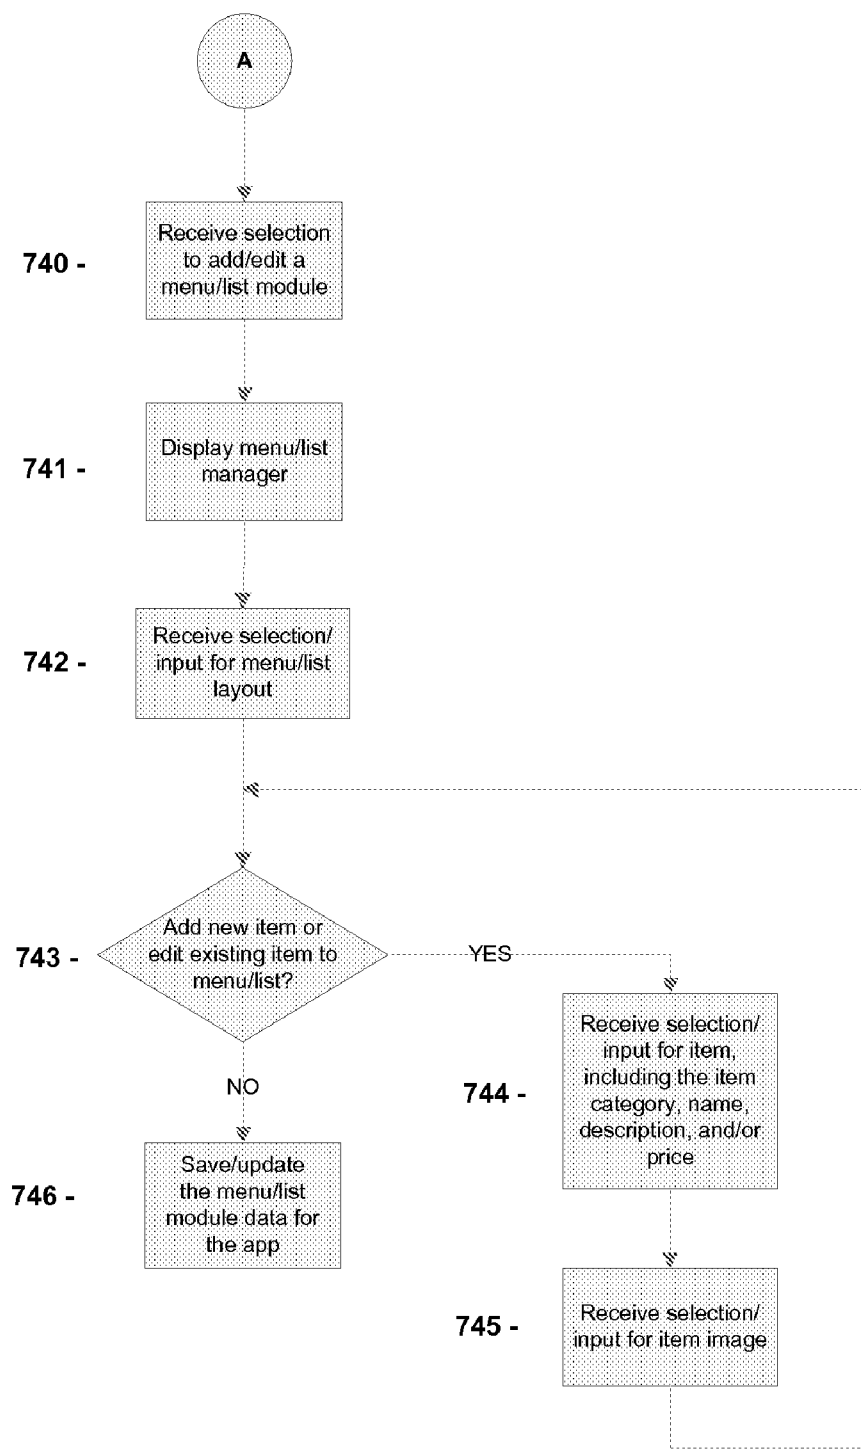 A
740 -
Receive selection
to add/edit a
menu/list module
741 -
Display menu/list
manager
742 -
Receive selection/
input for menu/list
layout
743 -
Add new item or
edit existing item to
menu/list?
YES
NO
744 -
Receive selection/
input for item,
including the item
category, name,
description, and/or
price
746 -
Save/update
the menu/list
module data for
the app
745 -
Receive selection/
input for item image